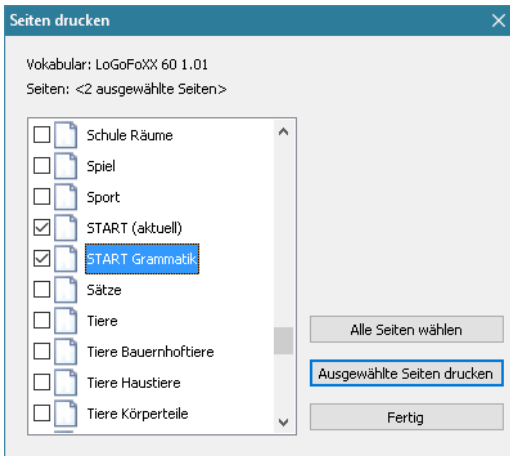 Seiten drucken
Vokabular: LoGoFoXX 60 1.01
Seiten: <2 ausgewählte Seiten>
Schule Räume
Spiel
Sport
START (aktuell)
START Grammatik
Sätze
Tiere
Tiere Bauernhoftiere
Tiere Haustiere
Tiere Körperteile
Alle Seiten wählen
Ausgewählte Seiten drucken
Fertig